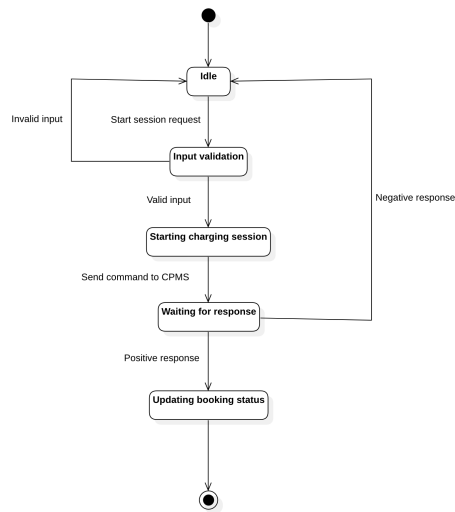 Idle
Invalid input
Start session request
Input validation
Valid input
Negative response
Starting charging session
Send command to CPMS
Waiting for response
Positive response
Updating booking status